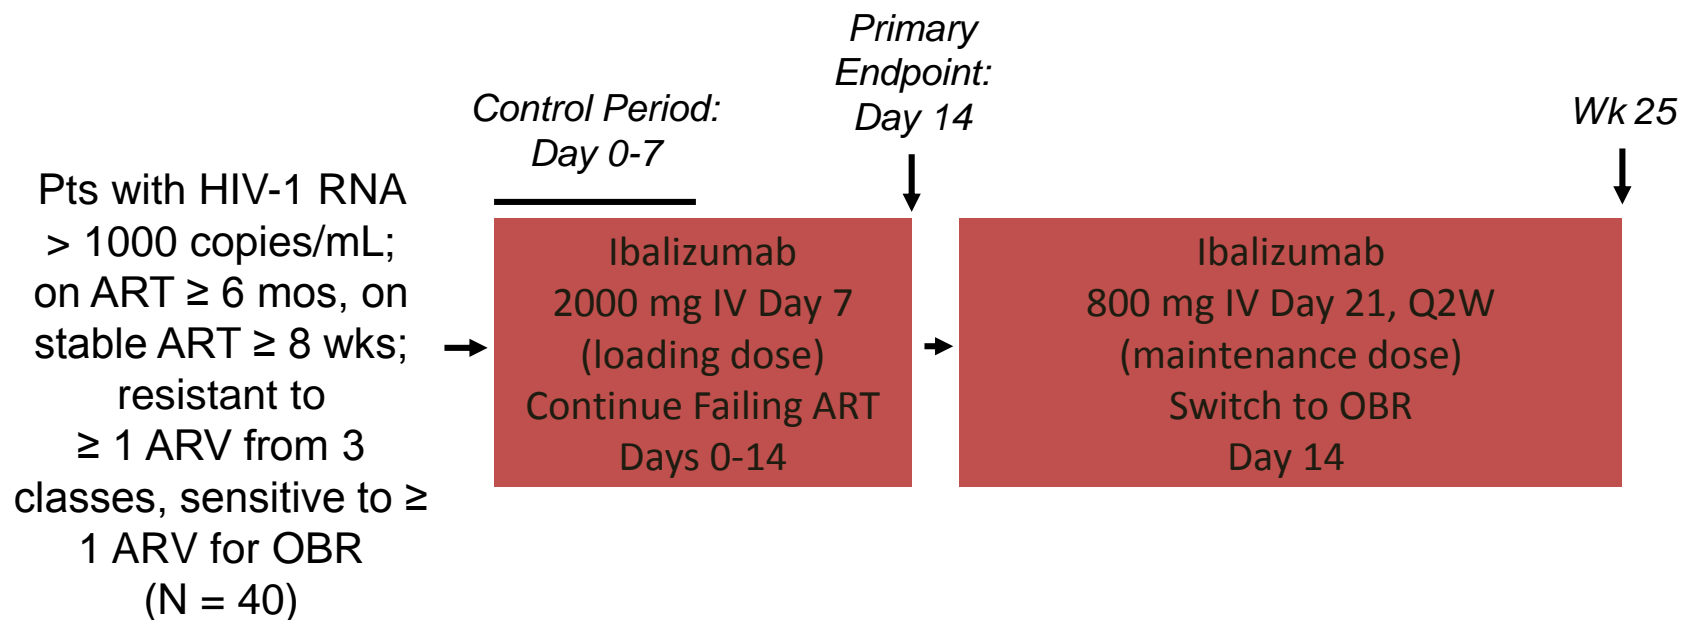 Pts with HIV-1 RNA
> 1000 copies/mL;
on ART ≥ 6 mos, on
stable ART ≥ 8 wks;
resistant to
≥ 1 ARV from 3
classes, sensitive to ≥
1 ARV for OBR
(N = 40)
Control Period:
Day 0-7
Primary
Endpoint:
Day 14
Wk 25
Ibalizumab
2000 mg IV Day 7
(loading dose)
Continue Failing ART
Days 0-14
Ibalizumab
800 mg IV Day 21, Q2W
(maintenance dose)
Switch to OBR
Day 14